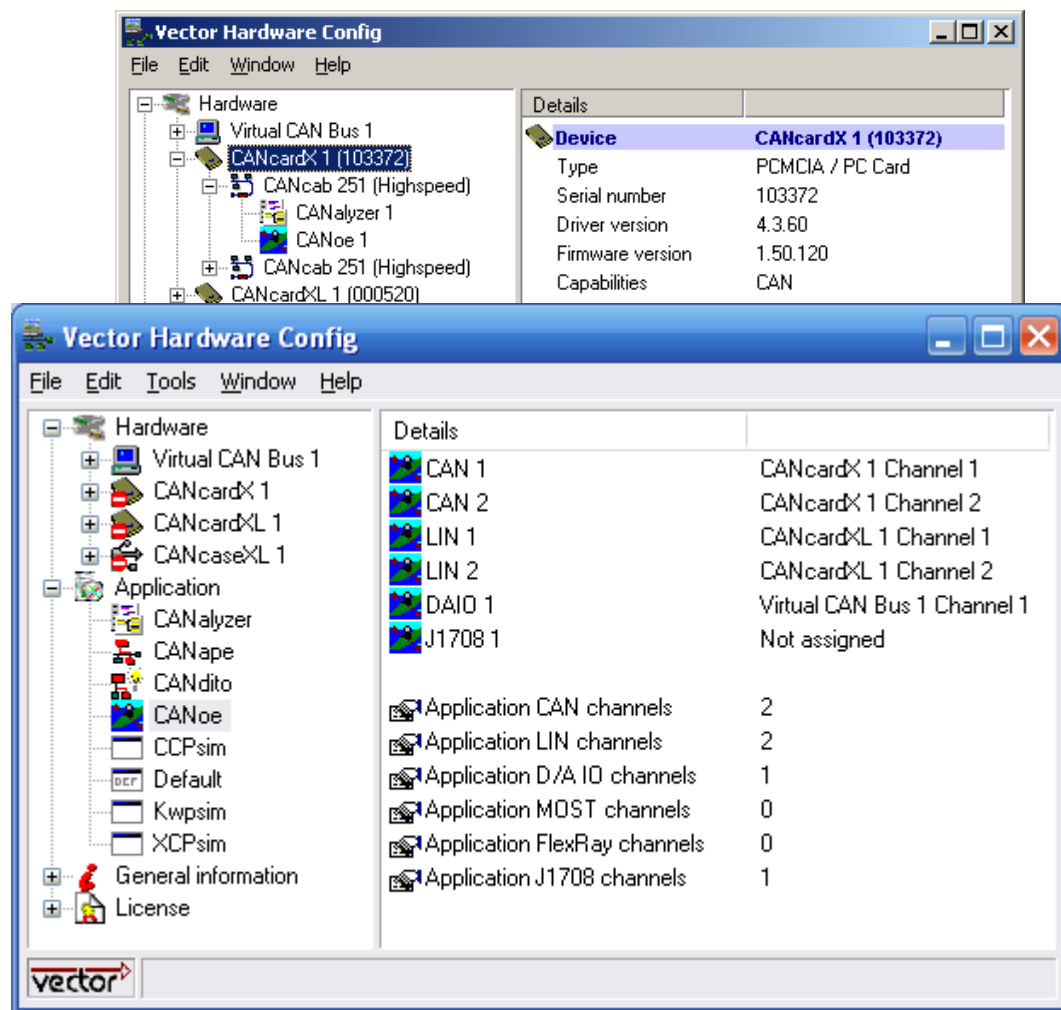 Vector Hardware Config
File Edit Window Help
Hardware
Virtual CAN Bus 1
CANcardX 1 (103372)
CANcab 251 (Highspeed)
CANalyzer 1
CANoe 1
CANcab 251 (Highspeed)
CANcardXL 1 (000520)
Details
Device CANcardX 1 (103372)
Type PCMCIA / PC Card
Serial number 103372
Driver version 4.3.60
Firmware version 1.50.120
Capabilities CAN
Vector Hardware Config
File Edit Tools Window Help
Hardware
Virtual CAN Bus 1
CANcardX 1
CANcardXL 1
CANcaseXL 1
Application
CANalyzer
CANape
CANdito
CANoe
CCPsim
Default
Kwpsim
XCPsim
General information
License
Details
CAN 1 CANcardX 1 Channel 1
CAN 2 CANcardX 1 Channel 2
LIN 1 CANcardXL 1 Channel 1
LIN 2 CANcardXL 1 Channel 2
DAIO 1 Virtual CAN Bus 1 Channel 1
J1708 1 Not assigned
Application CAN channels 2
Application LIN channels 2
Application D/A IO channels 1
Application MOST channels 0
Application FlexRay channels 0
Application J1708 channels 1
vector